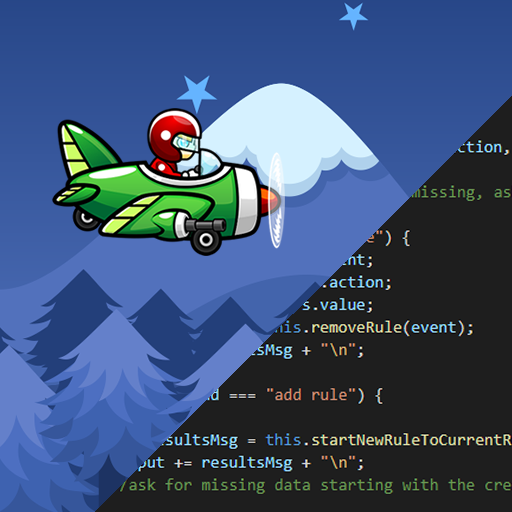 ction,
missing, as
") {
nt;
.action;
s.value;
his.removeRule(event);
sMsg + "\n";
d === "add rule") {
esultsMsg = this.startNewRuleToCurrentR
put += resultsMsg + "\n";
/ask for missing data starting with the cre